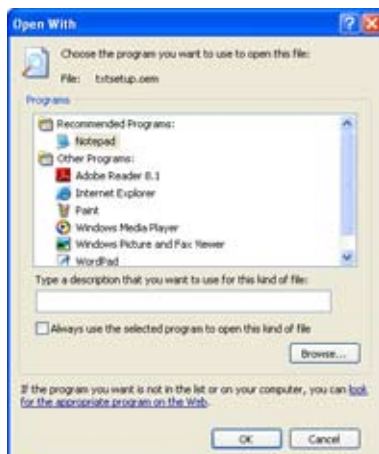 Open With
Choose the program you want to use to open this file:
File: txtsetup.oem
Programs
Recommended Programs:
Notepad
Other Programs:
Adobe Reader 8.1
Internet Explorer
Paint
Windows Media Player
Windows Picture and Fax Viewer
WordPad
Type a description that you want to use for this kind of file:
Always use the selected program to open this kind of file
Browse...
If the program you want is not in the list or on your computer, you can look
for the appropriate program on the Web.
OK Cancel